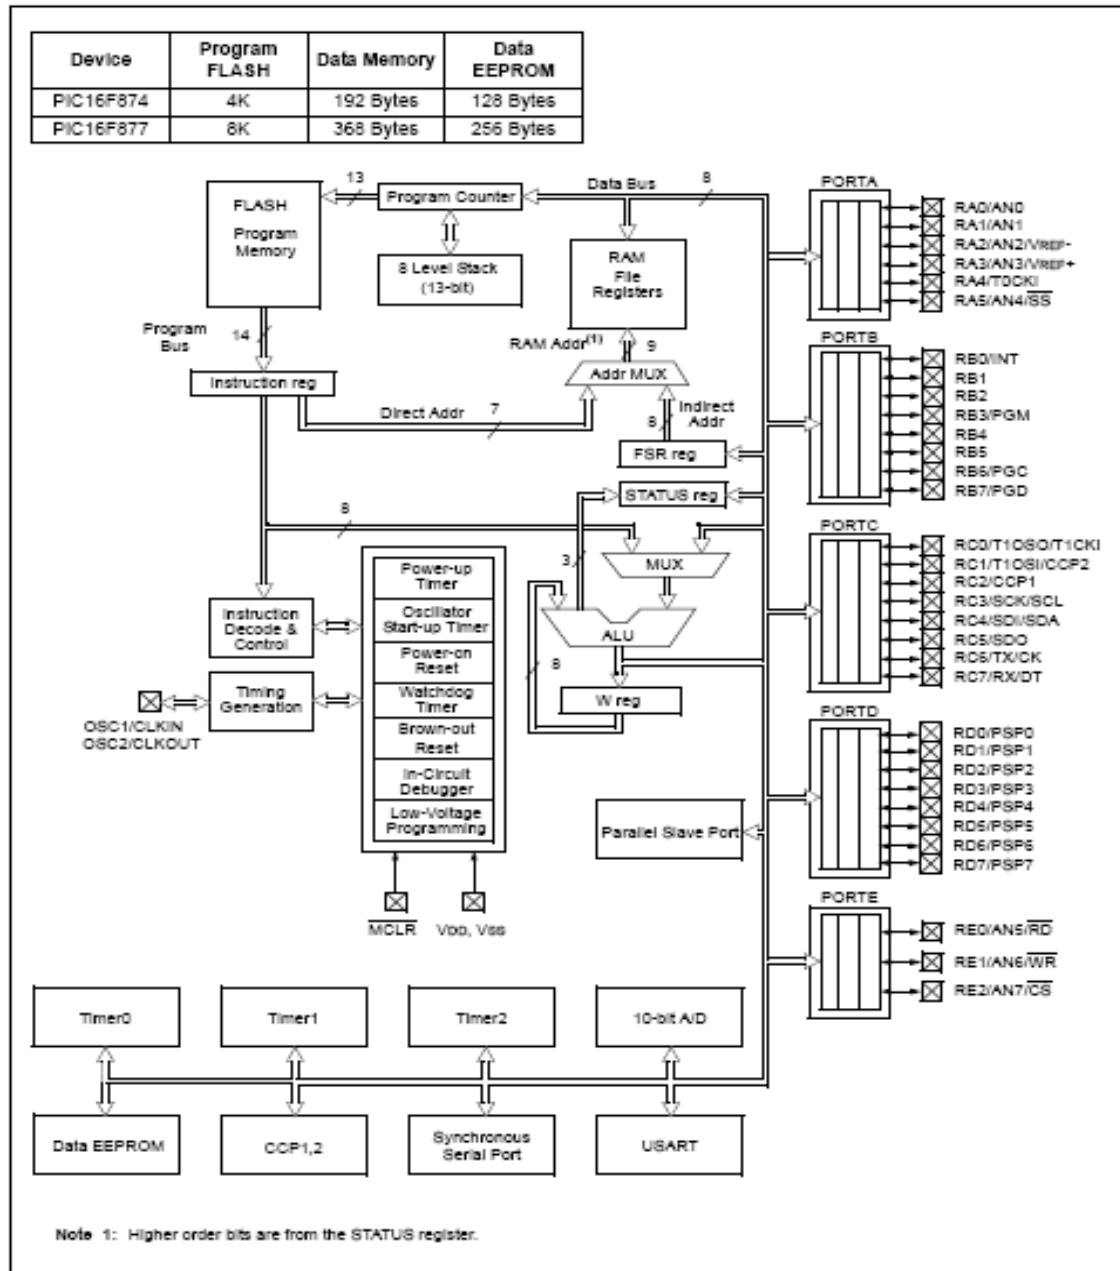 Device Program FLASH Data Memory Data EEPROM
PIC16F874 4K 192 Bytes 128 Bytes
PIC16F877 8K 368 Bytes 256 Bytes
FLASH
Program
Memory
13
Program Counter
Data Bus
8
8 Level Stack
(13-bit)
RAM
File
Registers
Program
Bus
14
RAM Addr(1)
9
Instruction reg
Addr MUX
Direct Addr
7
8
Indirect
Addr
FSR reg
STATUS reg
8
3
MUX
ALU
8
W reg
Power-up
Timer
Oscillator
Start-up Timer
Power-on
Reset
Watchdog
Timer
Brown-out
Reset
In-Circuit
Debugger
Low-Voltage
Programming
Instruction
Decode &
Control
Timing
Generation
OSC1/CLKIN
OSC2/CLKOUT
MCLR
VDD, VSS
Parallel Slave Port
PORTA
RA0/AN0
RA1/AN1
RA2/AN2/VREF-
RA3/AN3/VREF+
RA4/T0CKI
RA5/AN4/SS
PORTB
RB0/INT
RB1
RB2
RB3/PGM
RB4
RB5
RB6/PGC
RB7/PGD
PORTC
RC0/T1OSO/T1CKI
RC1/T1OSI/CCP2
RC2/CCP1
RC3/SCK/SCL
RC4/SDI/SDA
RC5/SDO
RC6/TX/CK
RC7/RX/DT
PORTD
RD0/PSP0
RD1/PSP1
RD2/PSP2
RD3/PSP3
RD4/PSP4
RD5/PSP5
RD6/PSP6
RD7/PSP7
PORTE
RE0/AN5/RD
RE1/AN6/WR
RE2/AN7/CS
Timer0
Timer1
Timer2
10-bit A/D
Data EEPROM
CCP1,2
Synchronous
Serial Port
USART
Note 1: Higher order bits are from the STATUS register.